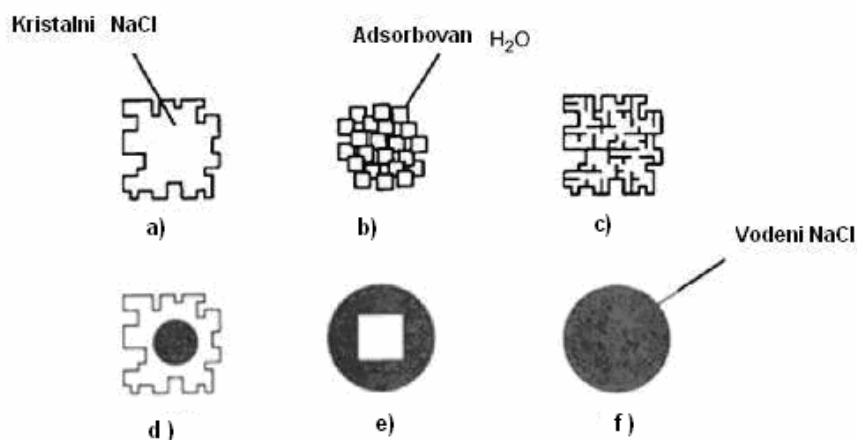 Kristalni NaCl
Adsorbovan H₂O
a)
b)
c)
Vodeni NaCl
d)
e)
f)